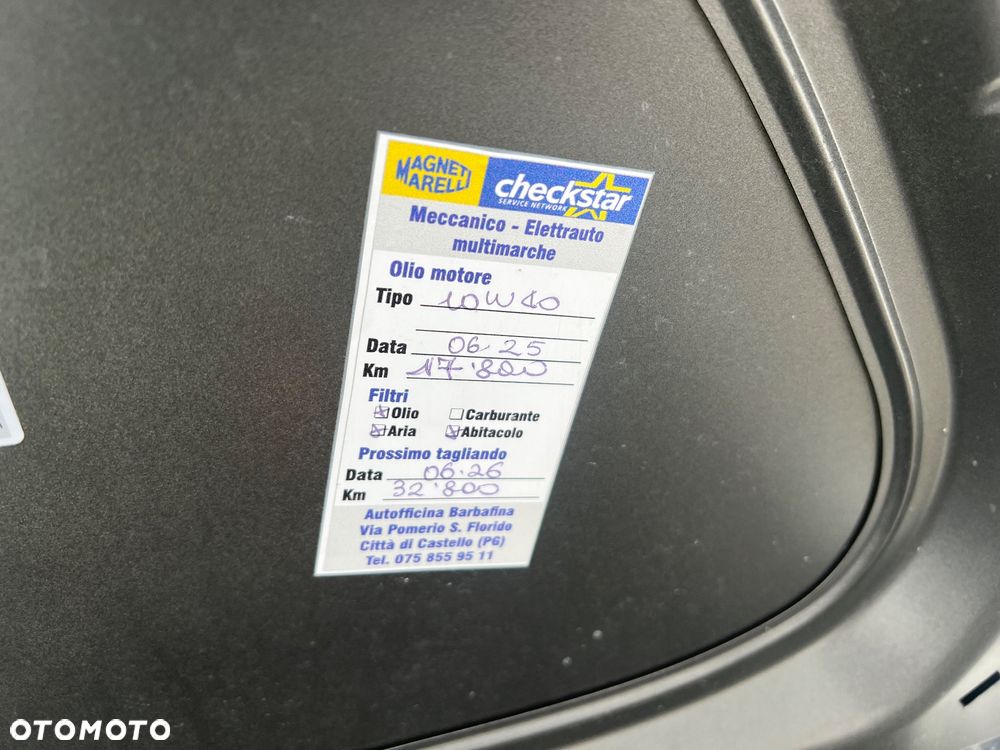 MAGNETI MARELLI
checkstar
SERVICE NETWORK
Meccanico - Elettrauto
multimarche
Olio motore
Tipo 10W40
Data 06.25
Km 17.800
Filtri
Olio Carburante
Aria Abitacolo
Prossimo tagliando
Data 06.26
Km 32.800
Autofficina Barbafina
Via Pomerio S. Florido
Città di Castello (PG)
Tel. 075 855 95 11
OTOMOTO